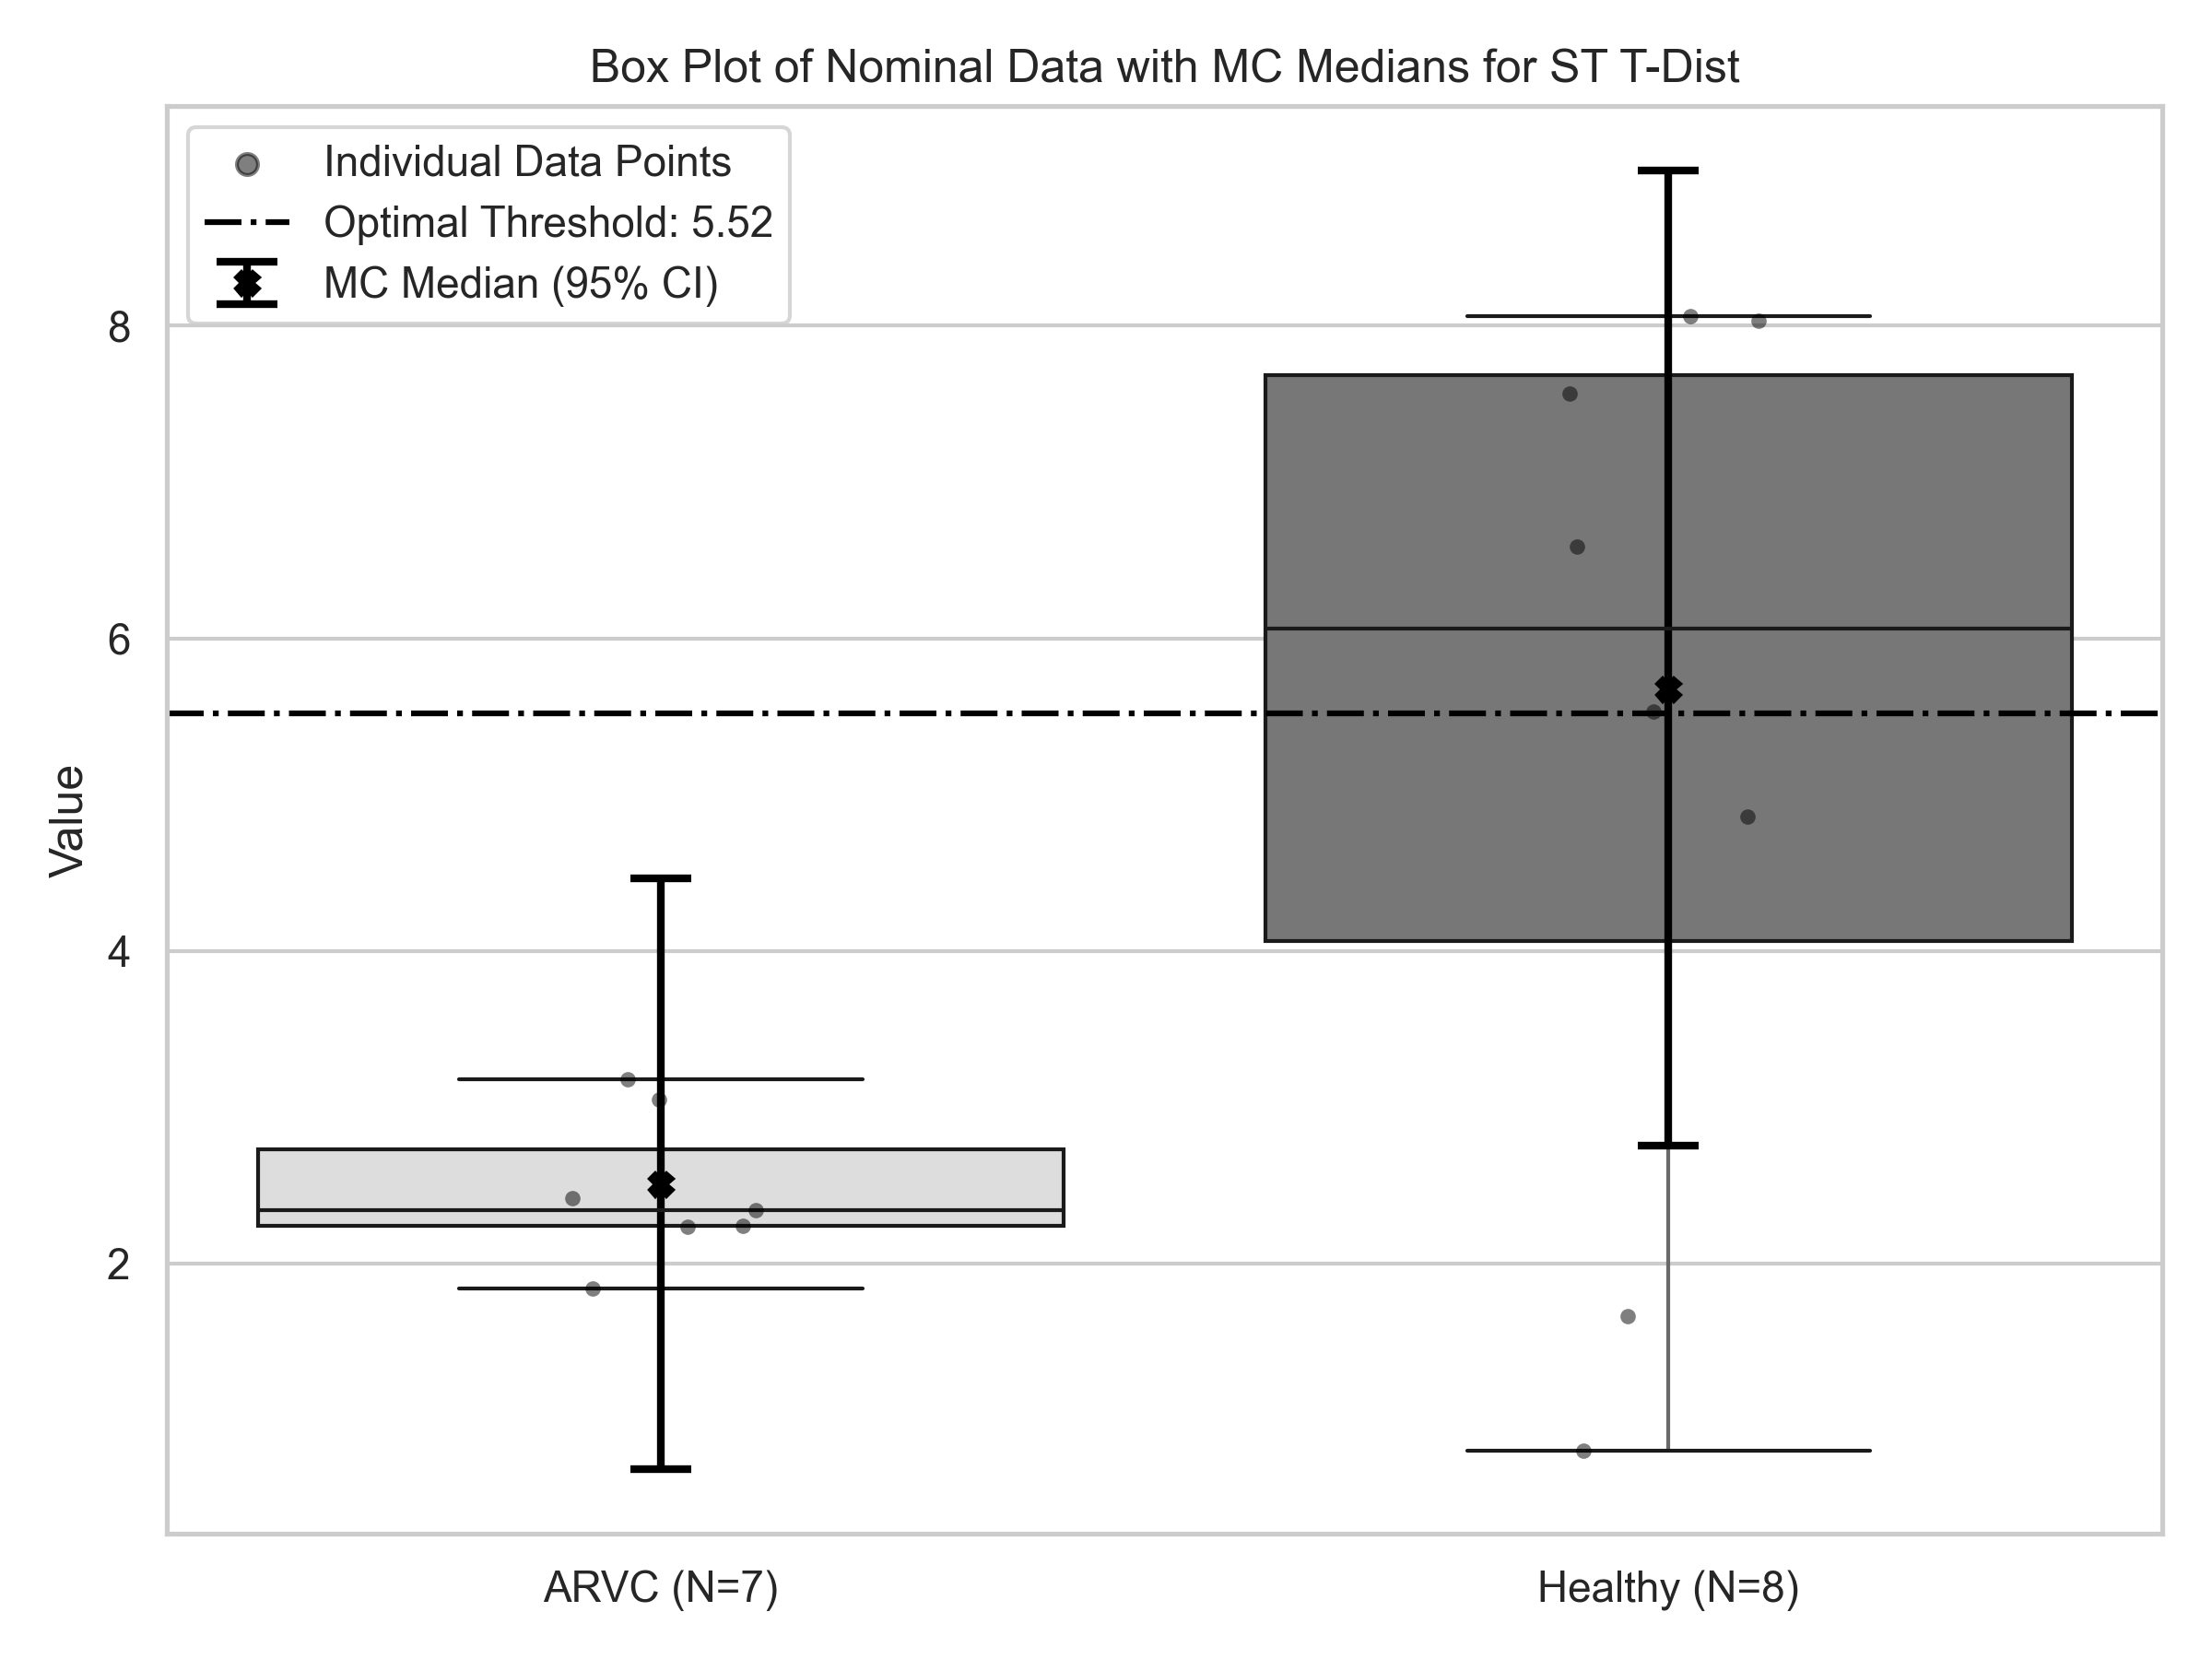 Box Plot of Nominal Data with MC Medians for ST T-Dist
Individual Data Points
Optimal Threshold: 5.52
MC Median (95% CI)
8
6
4
2
Value
ARVC (N=7)
Healthy (N=8)